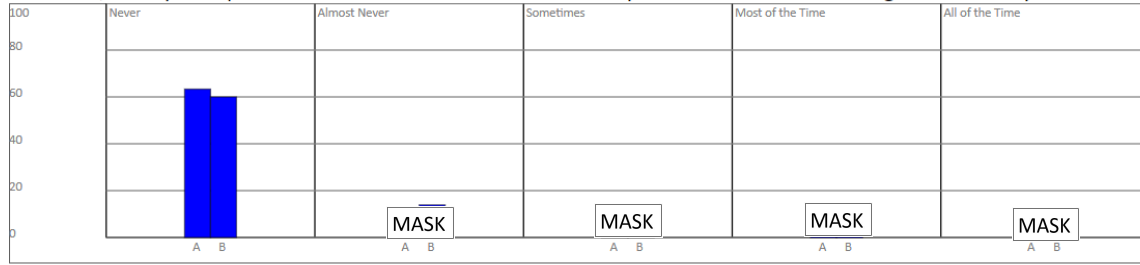 100
Never
Almost Never
Sometimes
Most of the Time
All of the Time
80
60
40
20
0
MASK
MASK
MASK
MASK
A B
A B
A B
A B
A B